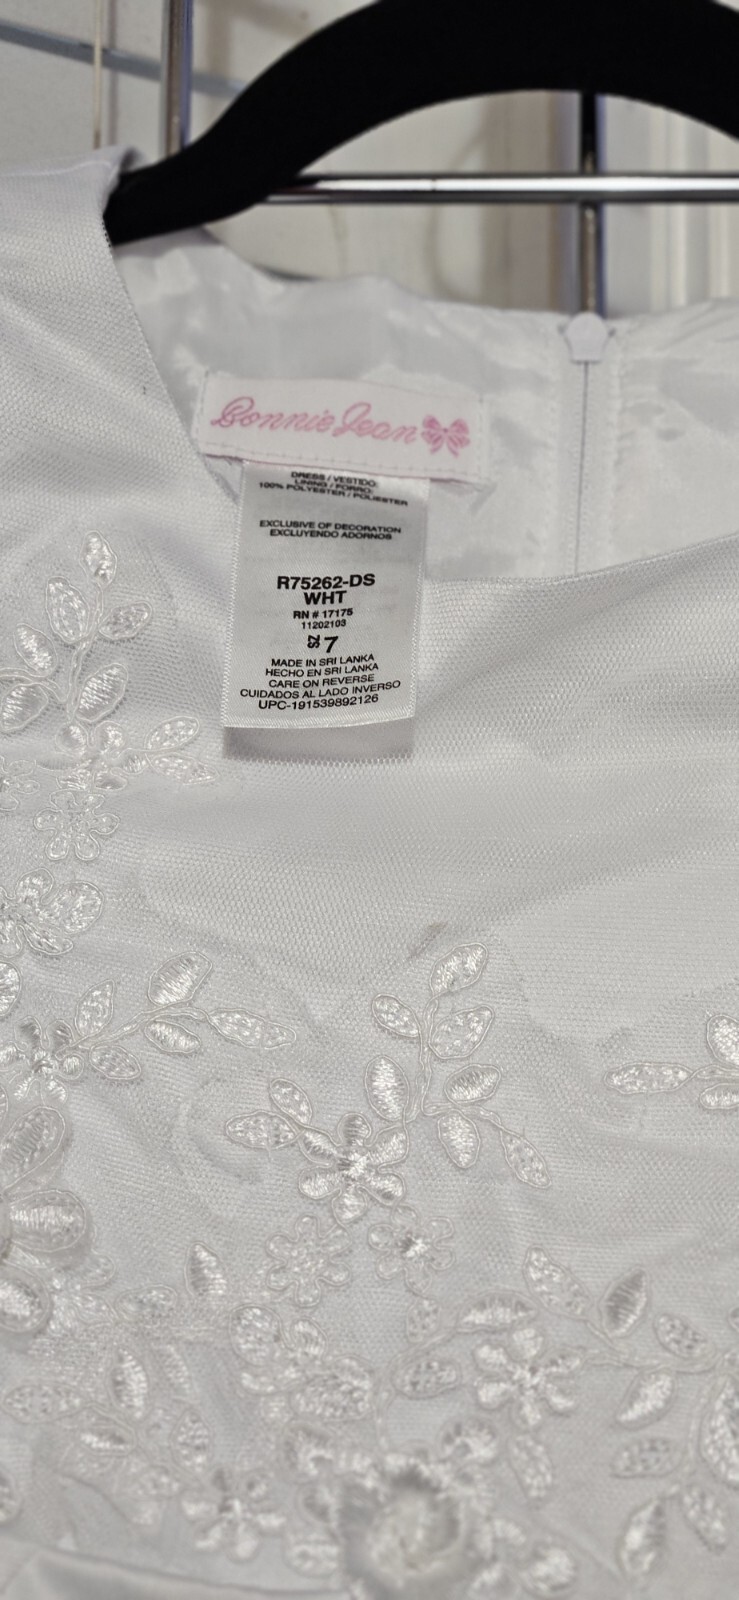 Bonnie Jean
DRESS / VESTIDO:
LINING / FORRO:
100% POLYESTER / POLIESTER
EXCLUSIVE OF DECORATION
EXCLUYENDO ADORNOS
R75262-DS
WHT
RN # 17175
11202103
SZ 7
MADE IN SRI LANKA
HECHO EN SRI LANKA
CARE ON REVERSE
CUIDADOS AL LADO INVERSO
UPC-191539892126